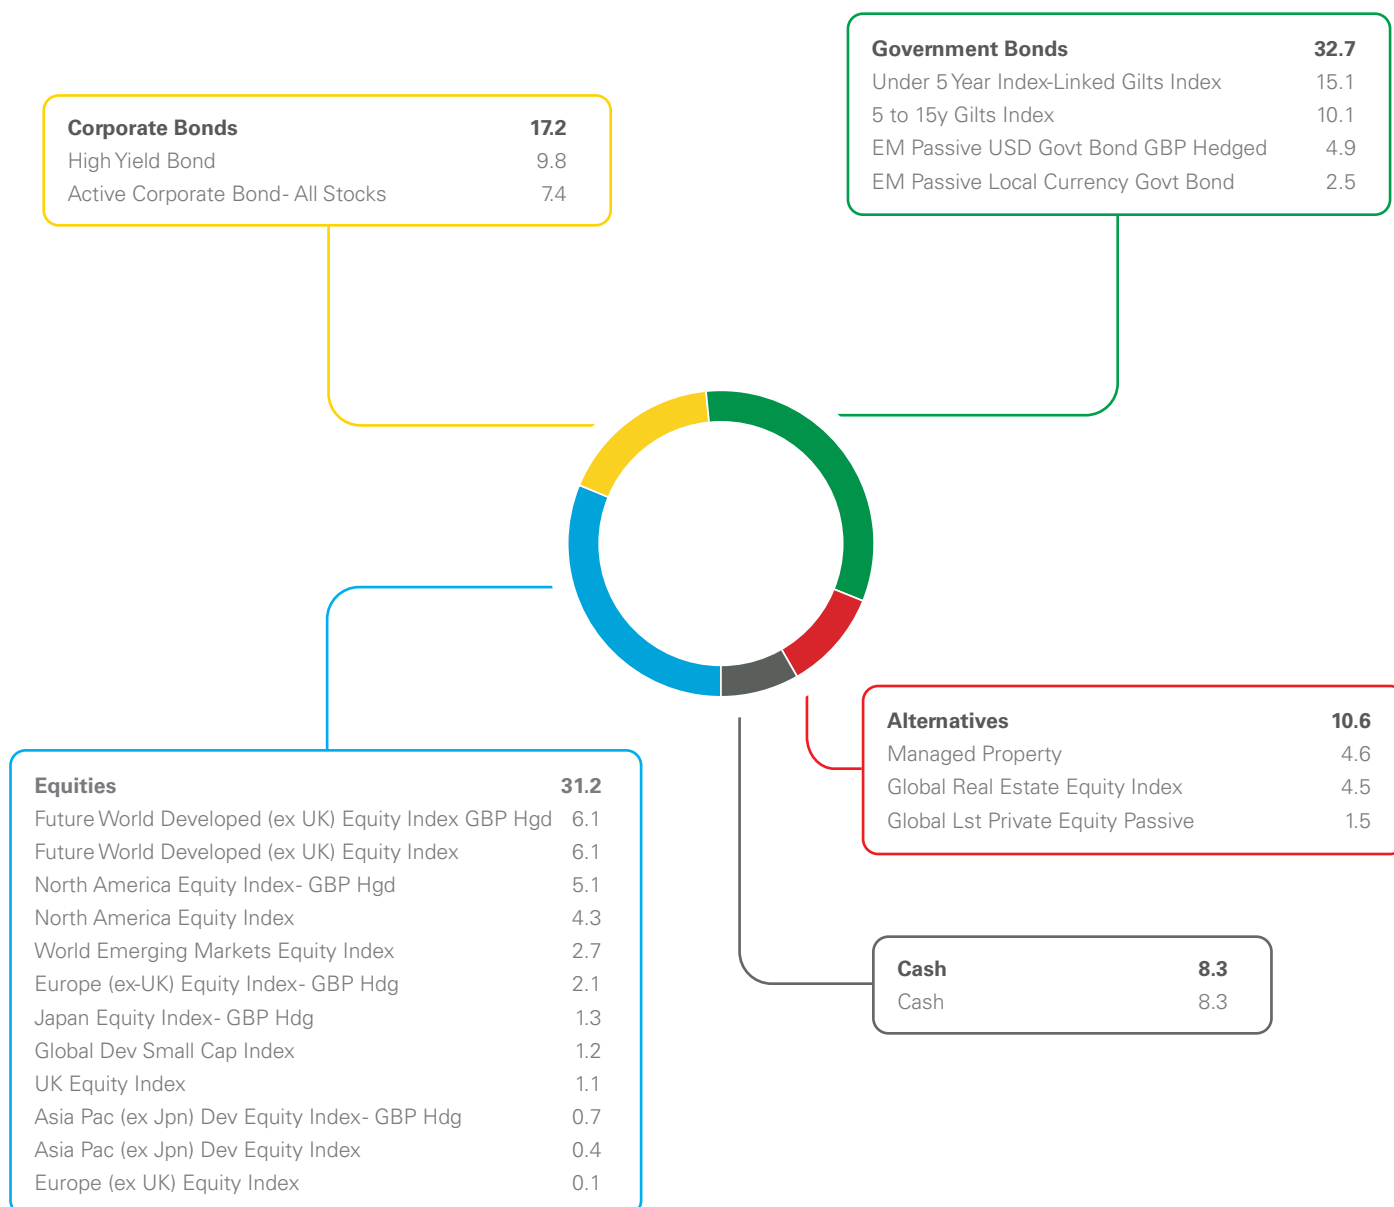 Government Bonds 32.7
Under 5 Year Index-Linked Gilts Index 15.1
5 to 15y Gilts Index 10.1
EM Passive USD Govt Bond GBP Hedged 4.9
EM Passive Local Currency Govt Bond 2.5
Corporate Bonds 17.2
High Yield Bond 9.8
Active Corporate Bond- All Stocks 7.4
Alternatives 10.6
Managed Property 4.6
Global Real Estate Equity Index 4.5
Global Lst Private Equity Passive 1.5
Equities 31.2
Future World Developed (ex UK) Equity Index GBP Hgd 6.1
Future World Developed (ex UK) Equity Index 6.1
North America Equity Index- GBP Hgd 5.1
North America Equity Index 4.3
World Emerging Markets Equity Index 2.7
Europe (ex-UK) Equity Index- GBP Hdg 2.1
Japan Equity Index- GBP Hdg 1.3
Global Dev Small Cap Index 1.2
UK Equity Index 1.1
Asia Pac (ex Jpn) Dev Equity Index- GBP Hdg 0.7
Asia Pac (ex Jpn) Dev Equity Index 0.4
Europe (ex UK) Equity Index 0.1
Cash 8.3
Cash 8.3